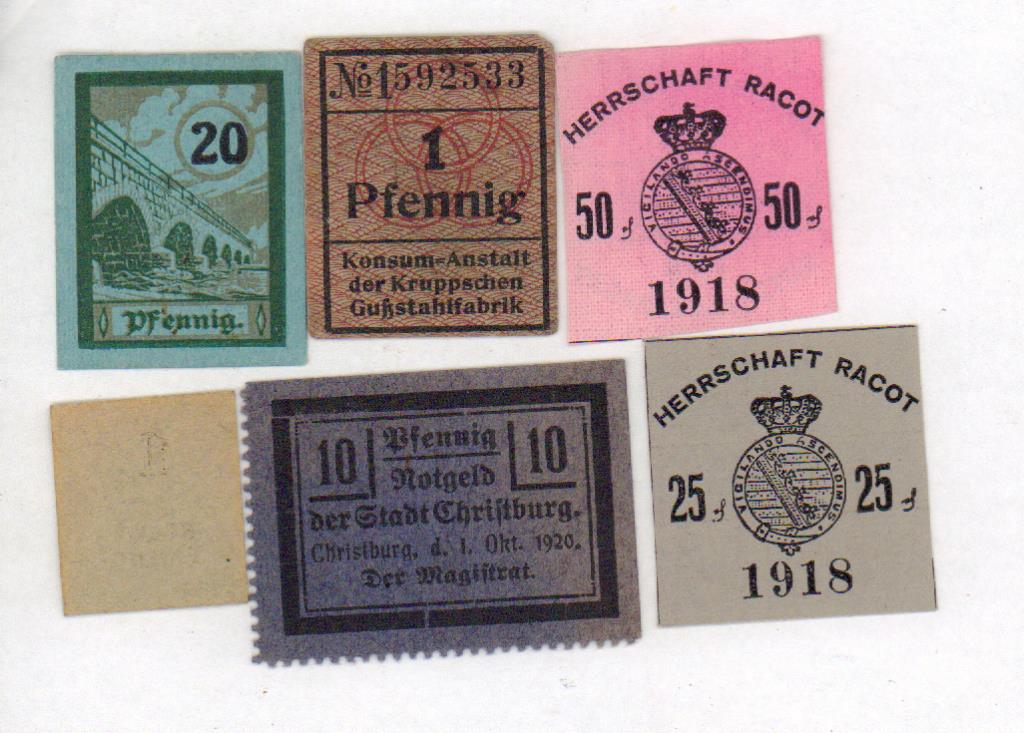 20
Pfennig.
№1592533
1
Pfennig
Konsum-Anstalt
der Kruppschen
Gußstahlfabrik
HERRSCHAFT RACOT
VIGILANDO ASCENDIMUS
50 ₰ 50 ₰
1918
10 Pfennig 10
Notgeld
der Stadt Christburg.
Christburg, d. 1. Okt. 1920.
Der Magistrat.
HERRSCHAFT RACOT
VIGILANDO ASCENDIMUS
25 ₰ 25 ₰
1918